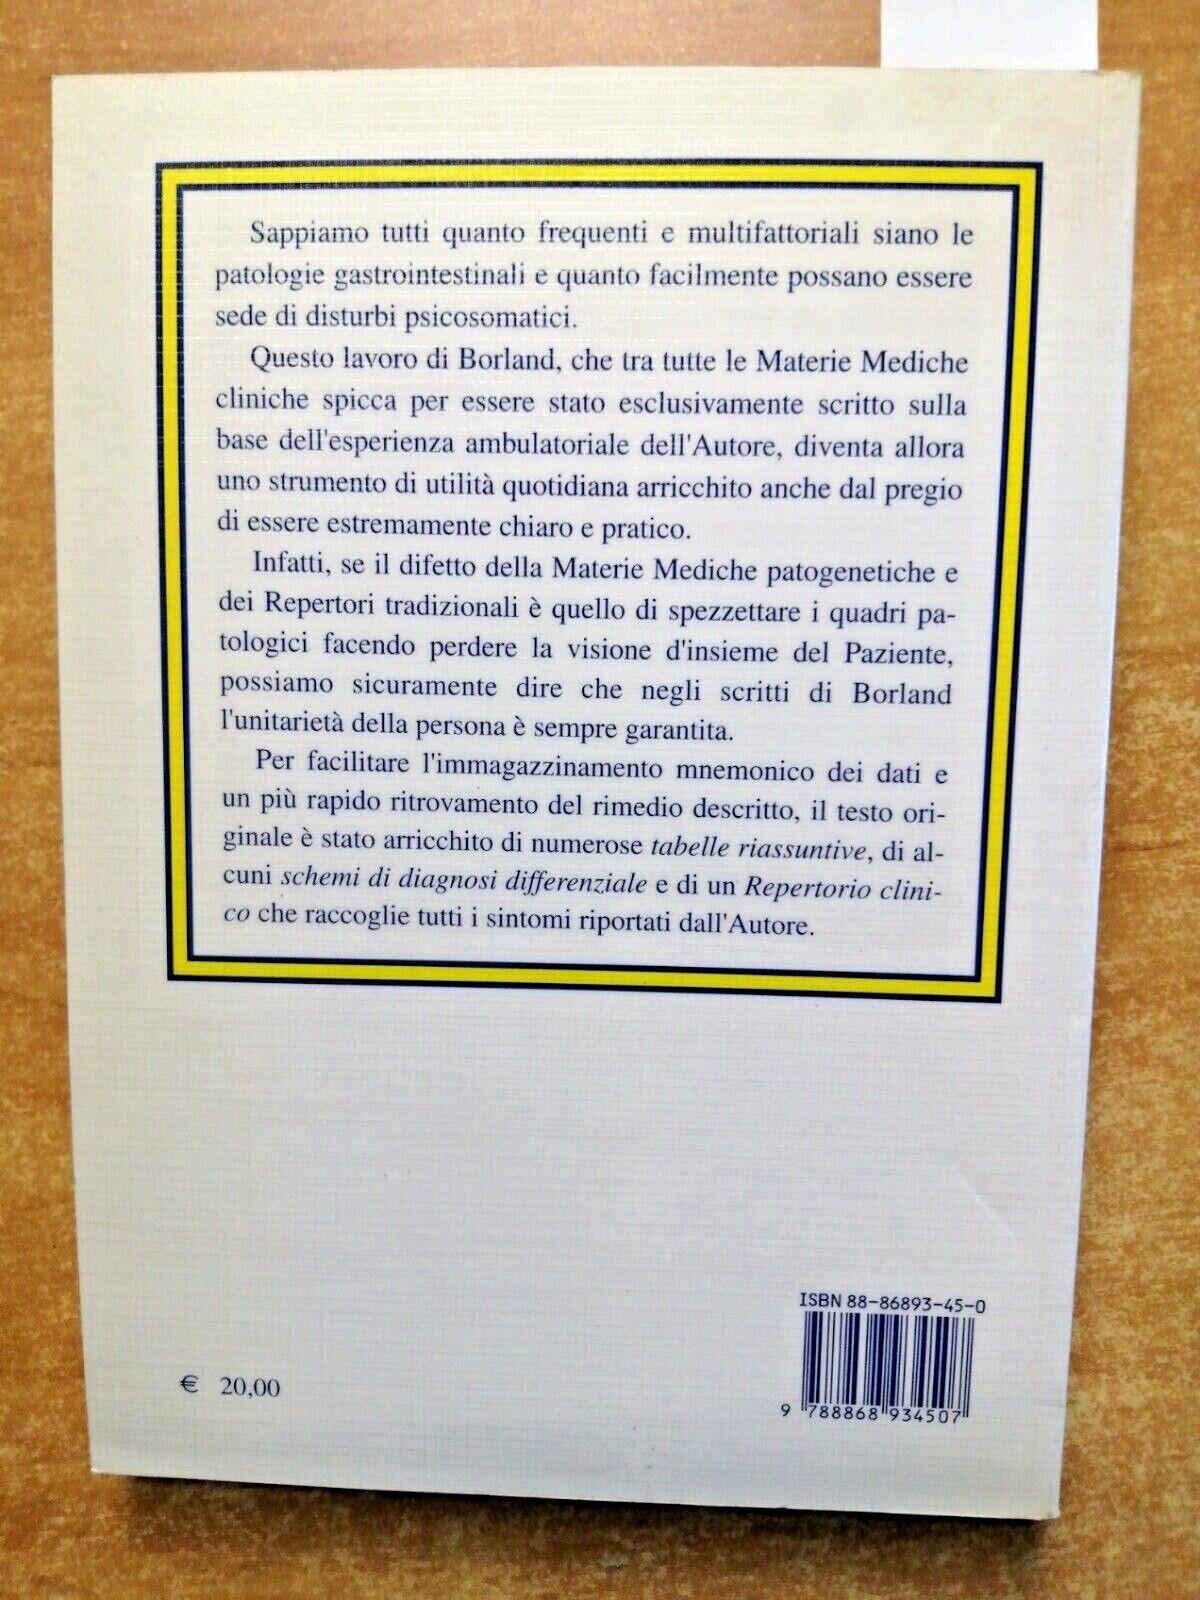 Sappiamo tutti quanto frequenti e multifattoriali siano le
patologie gastrointestinali e quanto facilmente possano essere
sede di disturbi psicosomatici.
Questo lavoro di Borland, che tra tutte le Materie Mediche
cliniche spicca per essere stato esclusivamente scritto sulla
base dell'esperienza ambulatoriale dell'Autore, diventa allora
uno strumento di utilità quotidiana arricchito anche dal pregio
di essere estremamente chiaro e pratico.
Infatti, se il difetto della Materie Mediche patogenetiche e
dei Repertori tradizionali è quello di spezzettare i quadri pa-
tologici facendo perdere la visione d'insieme del Paziente,
possiamo sicuramente dire che negli scritti di Borland
l'unitarietà della persona è sempre garantita.
Per facilitare l'immagazzinamento mnemonico dei dati e
un più rapido ritrovamento del rimedio descritto, il testo ori-
ginale è stato arricchito di numerose tabelle riassuntive, di al-
cuni schemi di diagnosi differenziale e di un Repertorio clini-
co che raccoglie tutti i sintomi riportati dall'Autore.
ISBN 88-86893-45-0
€ 20,00
9 788868 934507